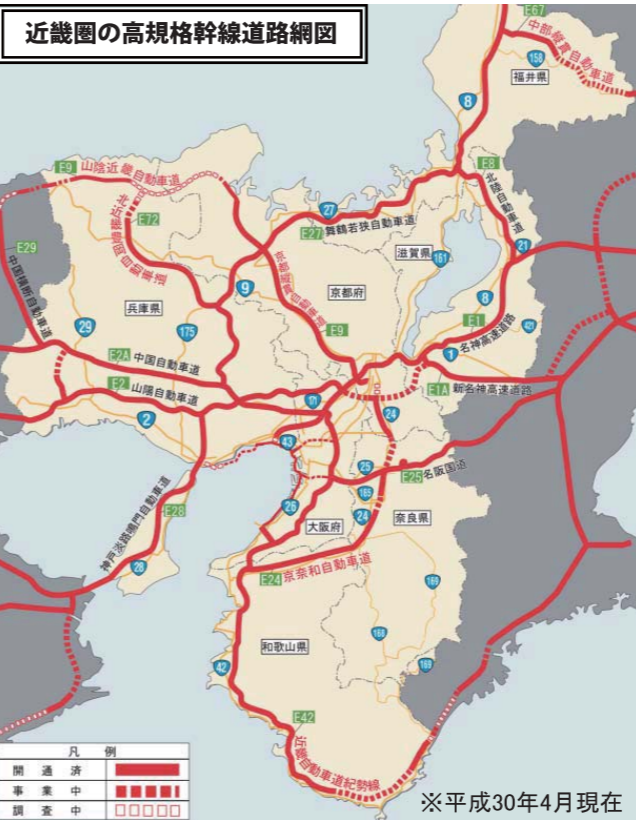 近畿圏の高規格幹線道路網図
E67
中部縦貫自動車道
158
福井県
8
E8
北陸自動車道
E9
山陰近畿自動車道
27
E27
舞鶴若狭自動車道
21
E72
北近畿豊岡自動車道
滋賀県
161
E29
中国横断自動車道
9
京都縦貫自動車道
京都府
8
兵庫県
E9
E1
29
175
421
1
名神高速道路
E2A
中国自動車道
E2
山陽自動車道
E1A
新名神高速道路
171
24
2
43
25
E25
名阪国道
165
神戸淡路鳴門自動車道
E28
26
24
大阪府
奈良県
28
E24
京奈和自動車道
169
168
和歌山県
42
169
E42
近畿自動車道紀勢線
凡 例
開 通 済
事 業 中
調 査 中
※平成30年4月現在